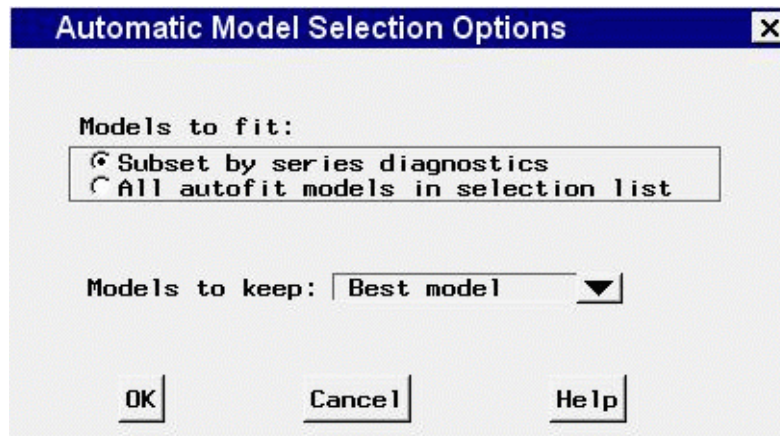 Automatic Model Selection Options
Models to fit:
Subset by series diagnostics
All autofit models in selection list
Models to keep: Best model
OK Cancel Help